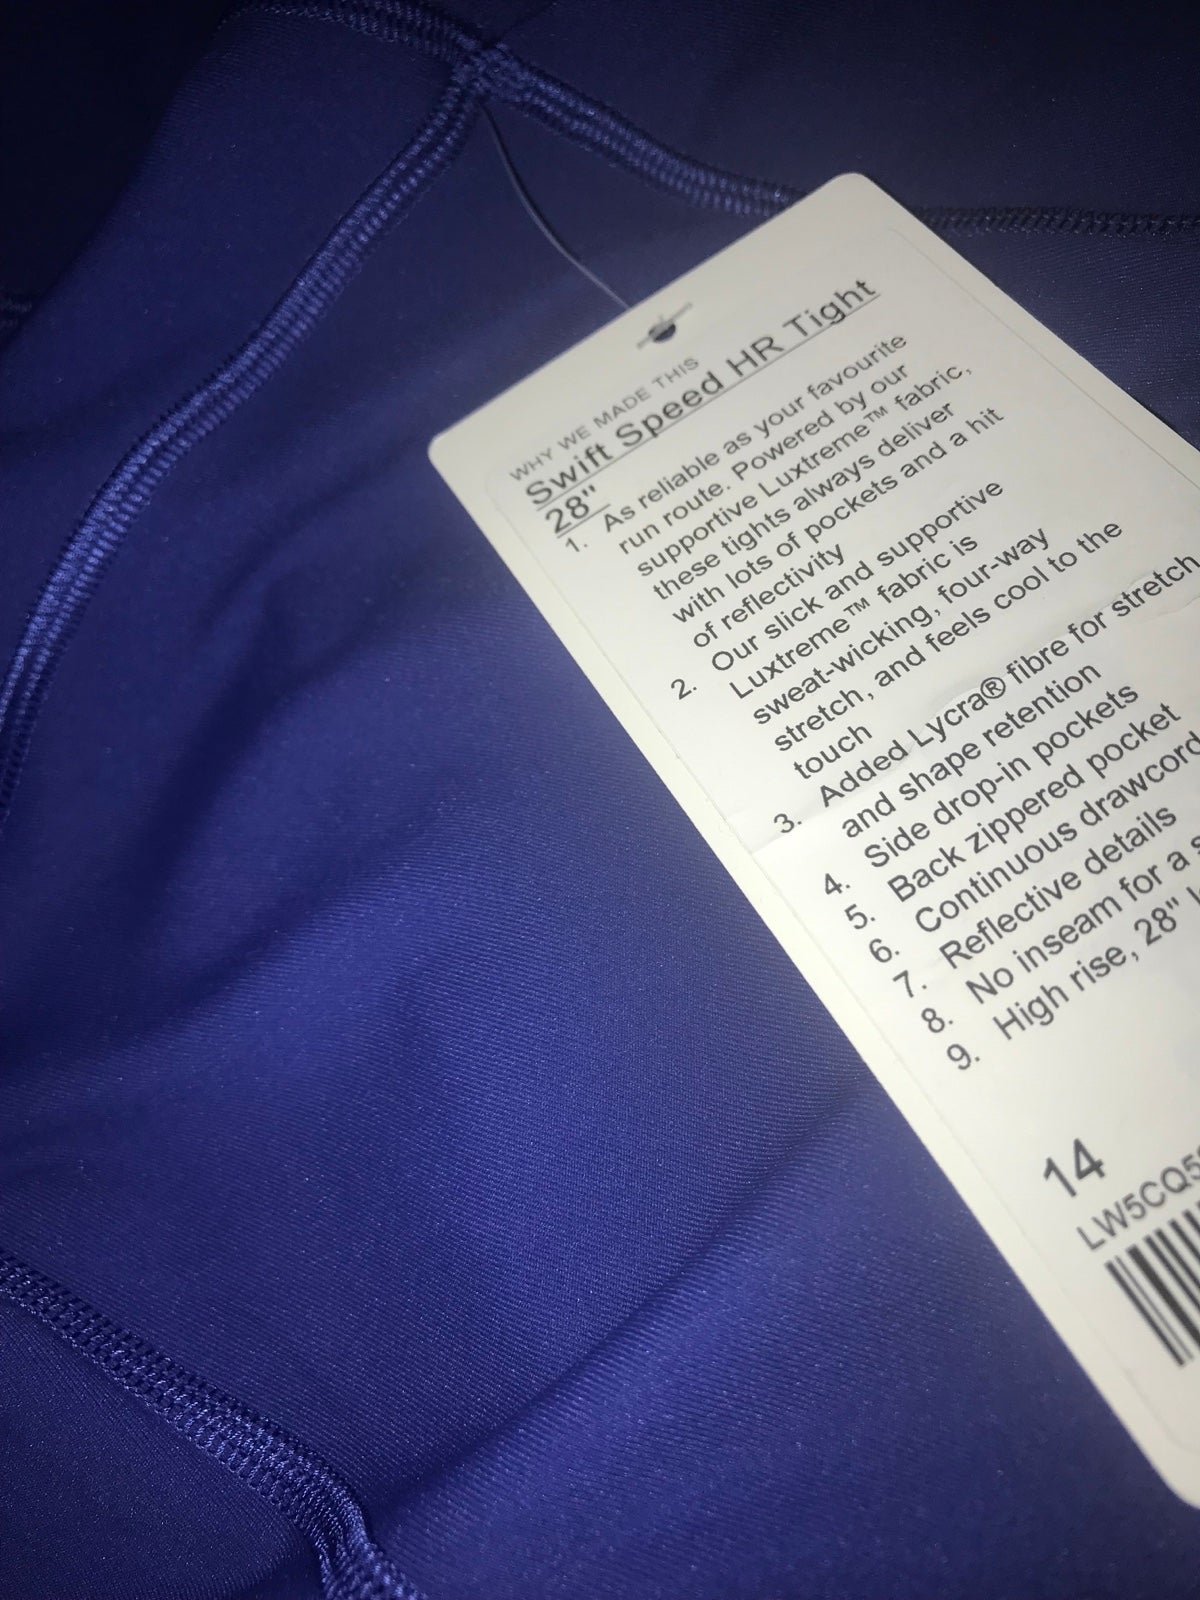 WHY WE MADE THIS
Swift Speed HR Tight
28"
1. As reliable as your favourite
run route. Powered by our
supportive Luxtreme™ fabric,
these tights always deliver
with lots of pockets and a hit
of reflectivity
2. Our slick and supportive
Luxtreme™ fabric is
sweat-wicking, four-way
stretch, and feels cool to the
touch
3. Added Lycra® fibre for stretch
and shape retention
4. Side drop-in pockets
5. Back zippered pocket
6. Continuous drawcord
7. Reflective details
8. No inseam for a
9. High rise, 28"
14
LW5CQ5